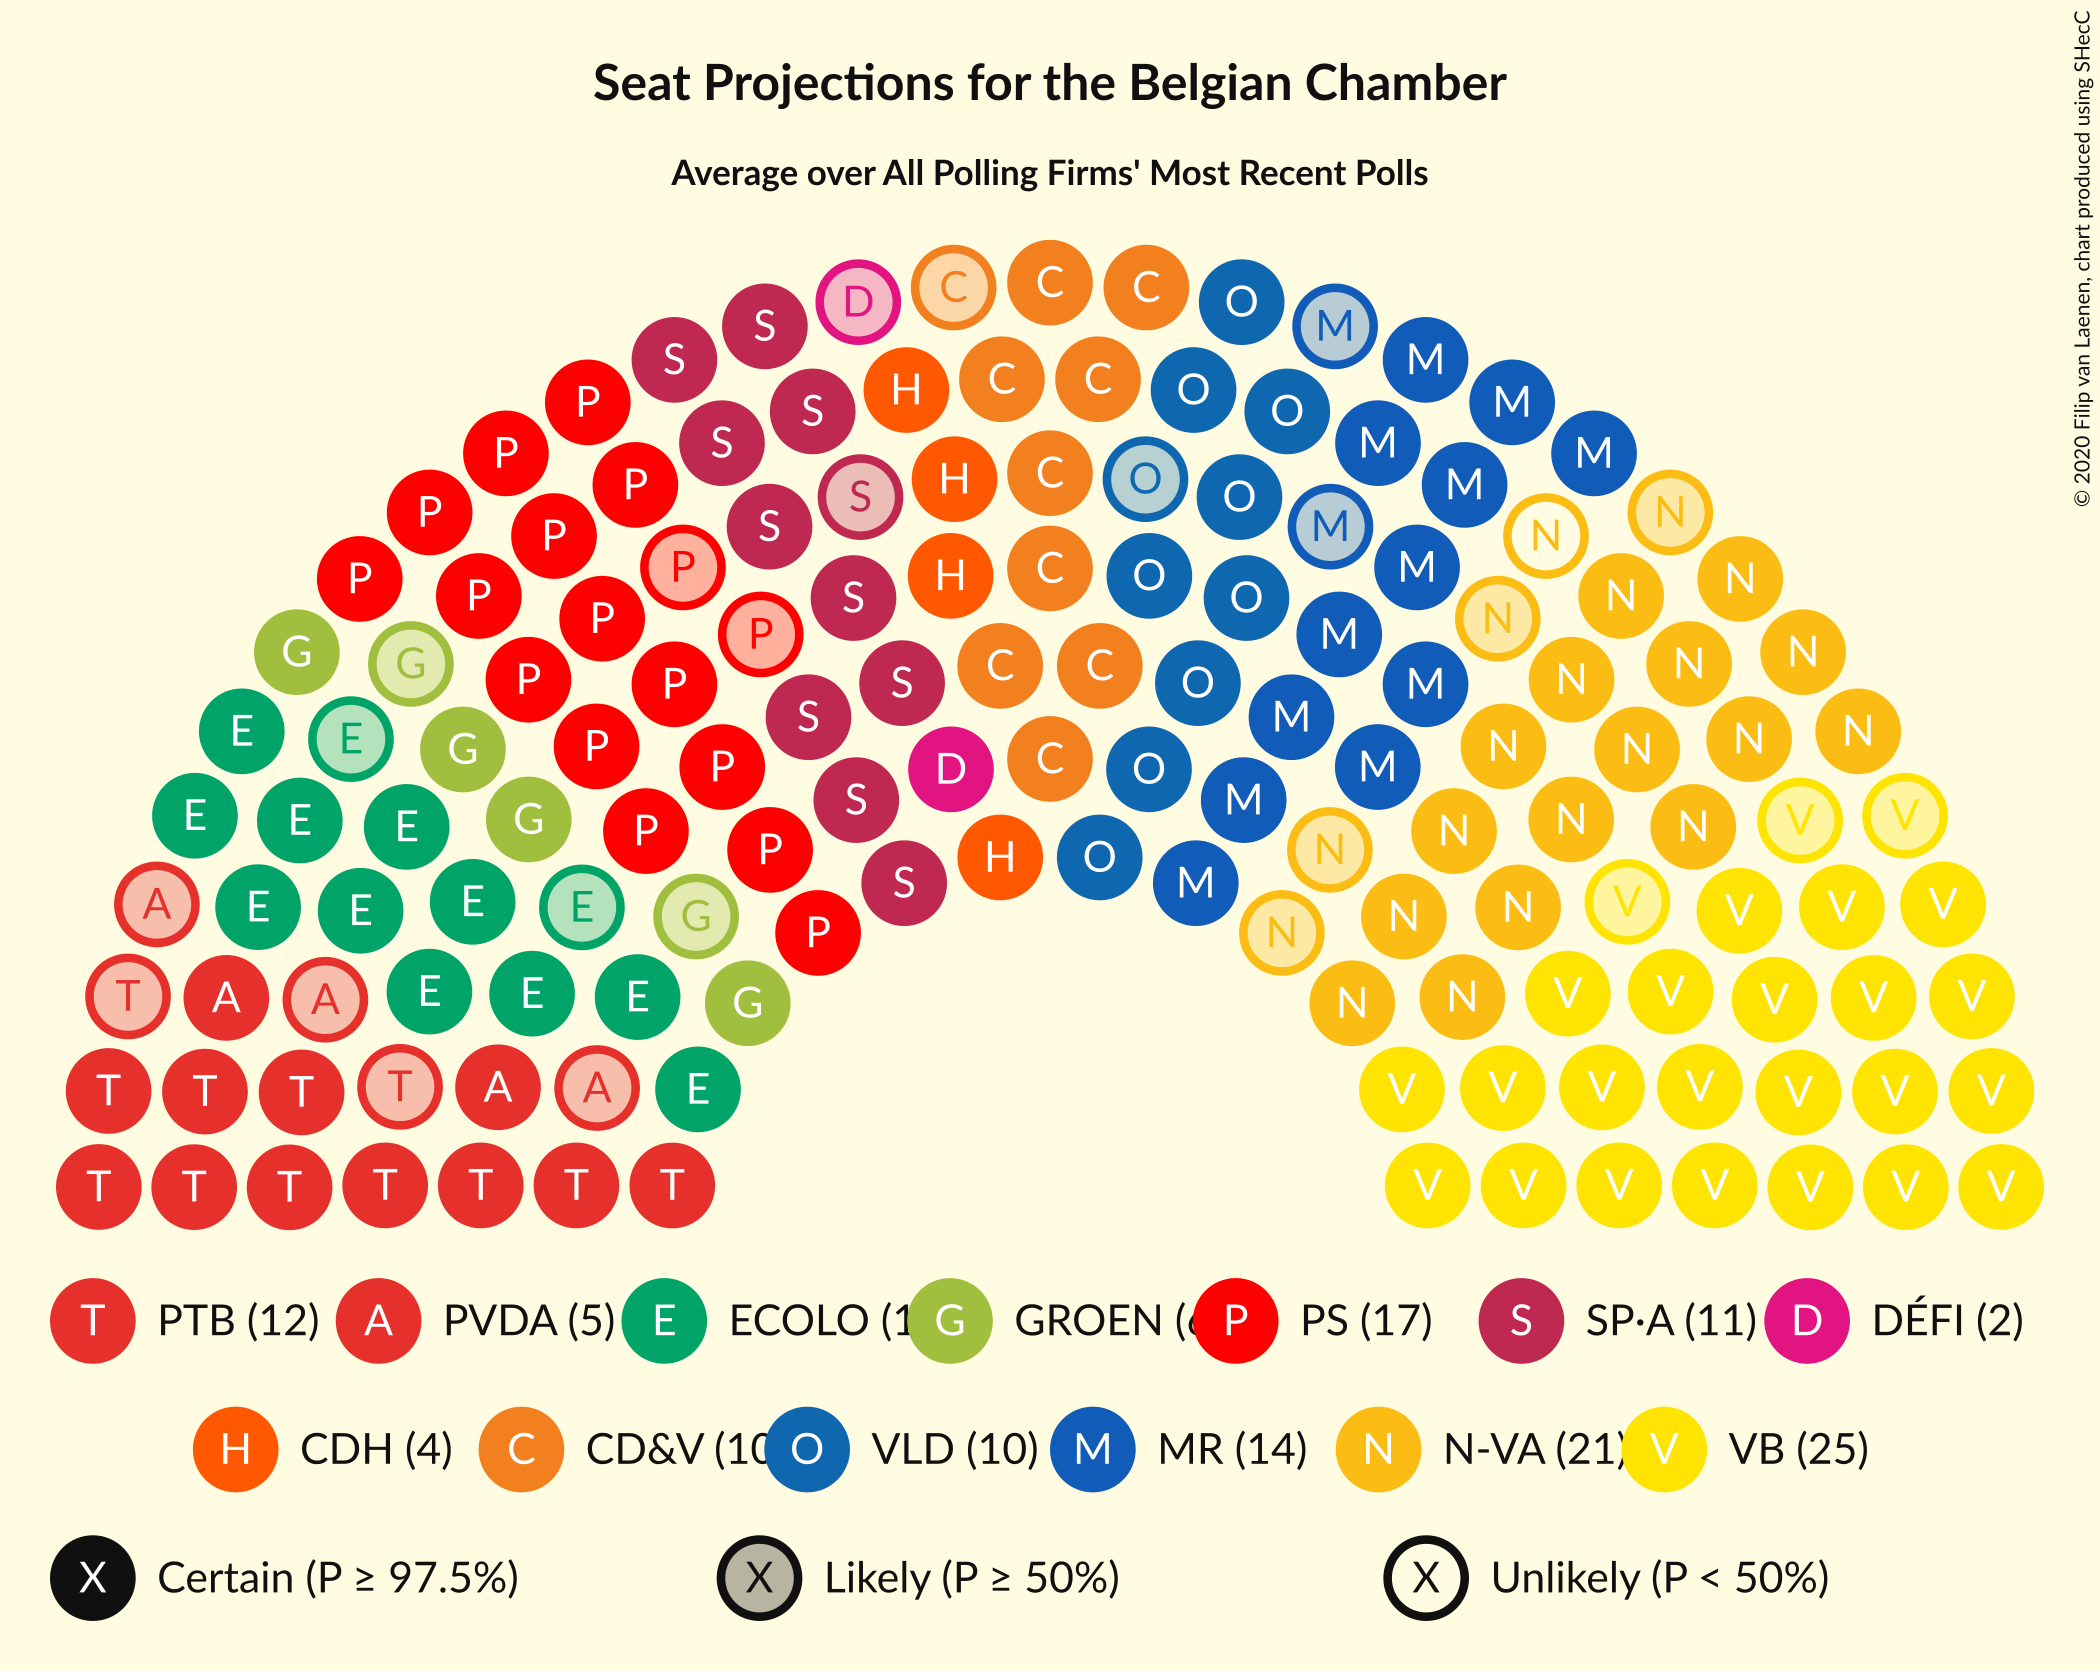 Seat Projections for the Belgian Chamber
Average over All Polling Firms' Most Recent Polls
© 2020 Filip van Laenen, chart produced using SHecC
D C C C O
S M
S H C C O M
P S O M
P S M M
P P S H C O O M N
P S M N
P P P S H C O O M N N
P P M N
G G P P S C C O M N N N
E E G P P S D C O M M N N N N
E E E G P P S H O M N N N N V V
A E E E E G P S M N N N V V V V
T A A E E E G N N V V V V V
T T T T A A E V V V V V V V
T T T T T T T V V V V V V V
T PTB (12) A PVDA (5) E ECOLO (1 G GROEN ( P PS (17) S SP·A (11) D DÉFI (2)
H CDH (4) C CD&V (10 O VLD (10) M MR (14) N N-VA (21) V VB (25)
X Certain (P ≥ 97.5%) X Likely (P ≥ 50%) X Unlikely (P < 50%)